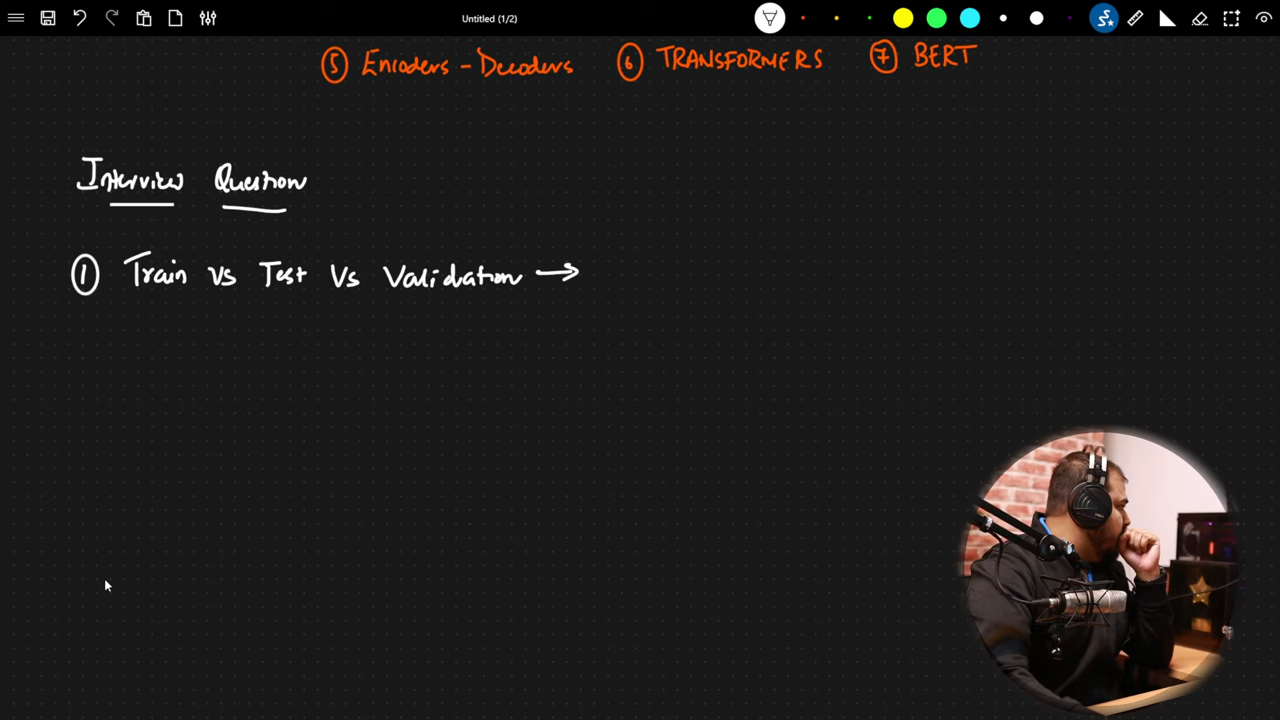 Untitled (1/2)
⑤ Encoders - Decoders ⑥ TRANSFORMERS ⑦ BERT
Interview Question
① Train vs Test Vs Validation →